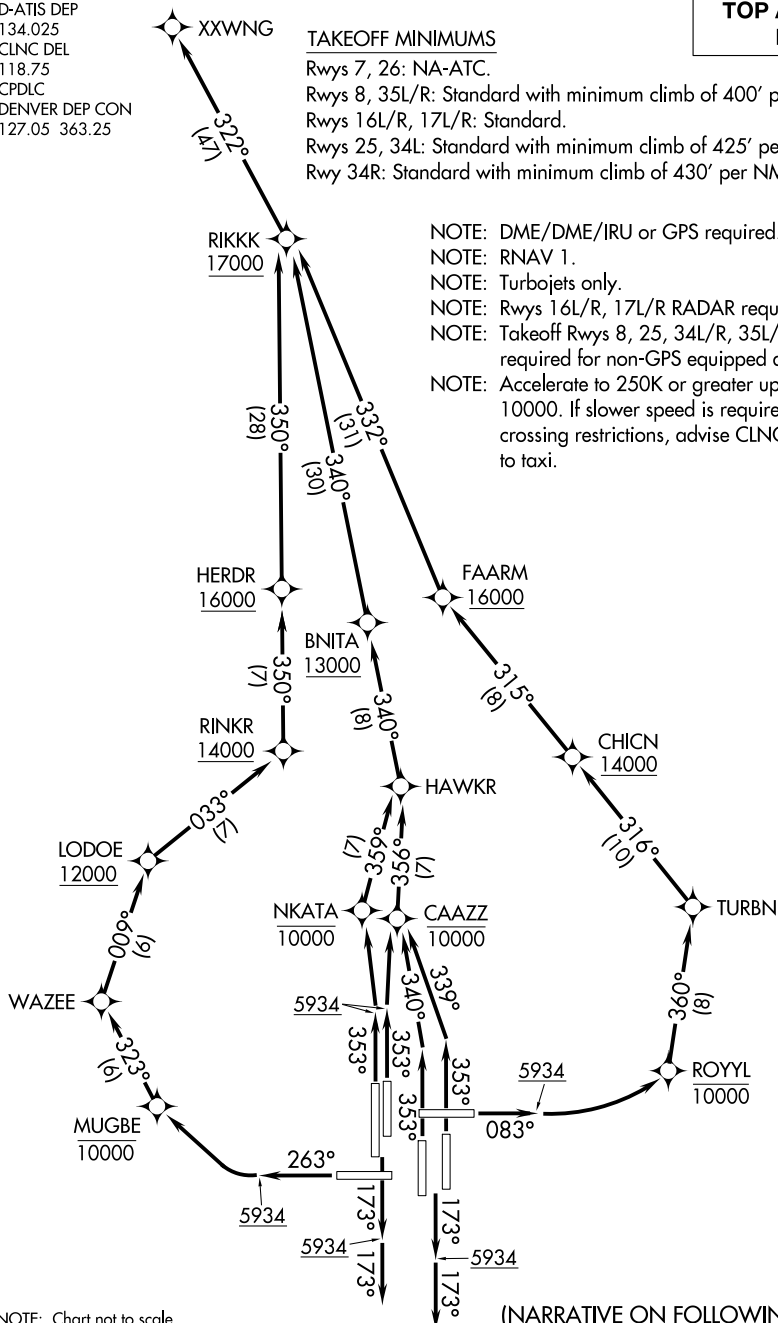 D-ATIS DEP
134.025
CLNC DEL
118.75
CPDLC
DENVER DEP CON
127.05 363.25
TOP
XXWNG
TAKEOFF MINIMUMS
Rwys 7, 26: NA-ATC.
Rwys 8, 35L/R: Standard with minimum climb of 400'
Rwys 16L/R, 17L/R: Standard.
Rwys 25, 34L: Standard with minimum climb of 425' per
Rwy 34R: Standard with minimum climb of 430' per NM
322°
(47)
RIKKK
17000
NOTE: DME/DME/IRU or GPS required.
NOTE: RNAV 1.
NOTE: Turbojets only.
NOTE: Rwys 16L/R, 17L/R RADAR
NOTE: Takeoff Rwys 8, 25, 34L/R, 35L/
required for non-GPS equipped
NOTE: Accelerate to 250K or greater
10000. If slower speed is
crossing restrictions, advise
to taxi.
350°
(28)
340°
(30)
332°
(31)
HERDR
16000
FAARM
16000
BNITA
13000
350°
(7)
340°
(8)
315°
(8)
RINKR
14000
CHICN
14000
HAWKR
033°
(7)
LODOE
12000
359°
(7)
356°
(7)
316°
(10)
NKATA
10000
CAAZZ
10000
TURBN
009°
(9)
WAZEE
5934
340°
339°
360°
(8)
323°
(6)
353°
353°
353°
353°
5934
ROYYL
10000
MUGBE
10000
083°
263°
5934
173°
173°
5934
5934
173°
173°
NOTE: Chart not to scale
(NARRATIVE ON